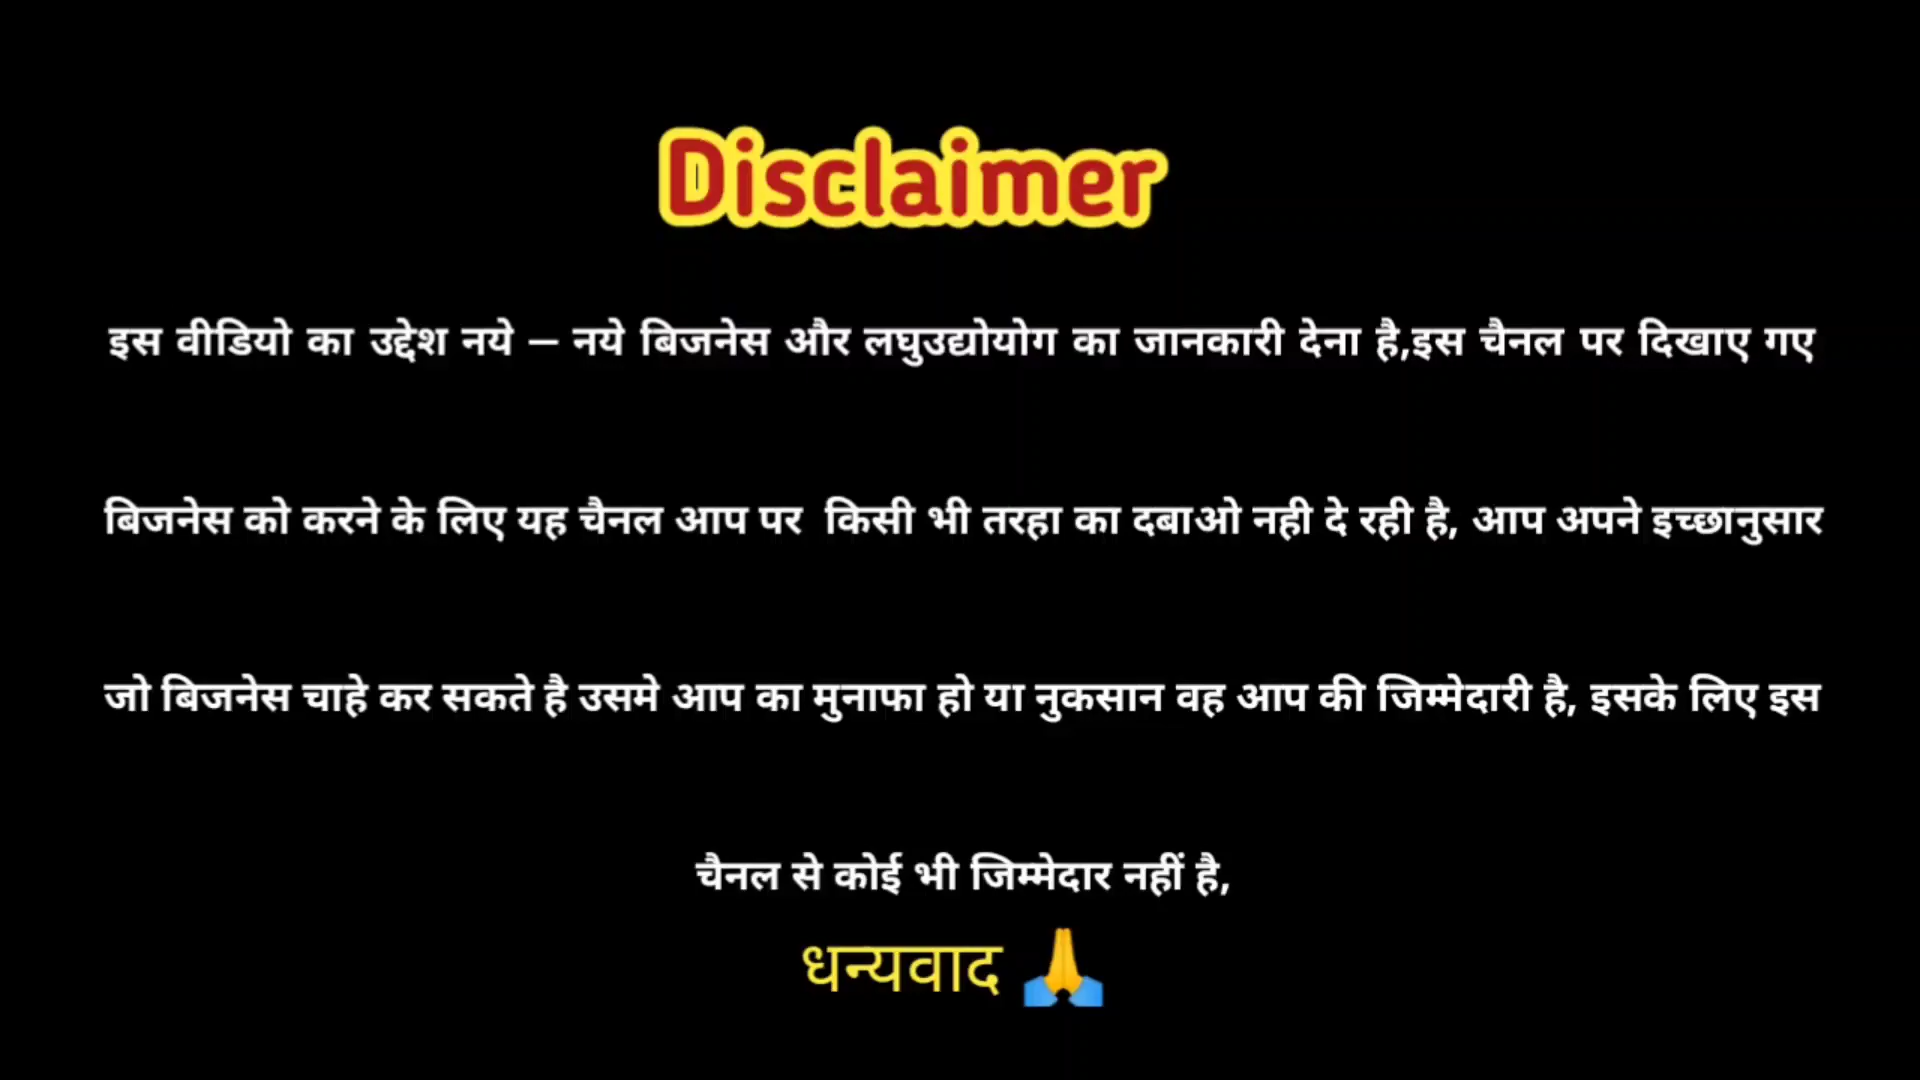 Disclaimer
इस वीडियो का उद्देश नये – नये बिजनेस और लघुउद्योयोग का जानकारी देना है,इस चैनल पर दिखाए गए
बिजनेस को करने के लिए यह चैनल आप पर किसी भी तरहा का दबाओ नही दे रही है, आप अपने इच्छानुसार
जो बिजनेस चाहे कर सकते है उसमे आप का मुनाफा हो या नुकसान वह आप की जिम्मेदारी है, इसके लिए इस
चैनल से कोई भी जिम्मेदार नहीं है,
धन्यवाद 🙏